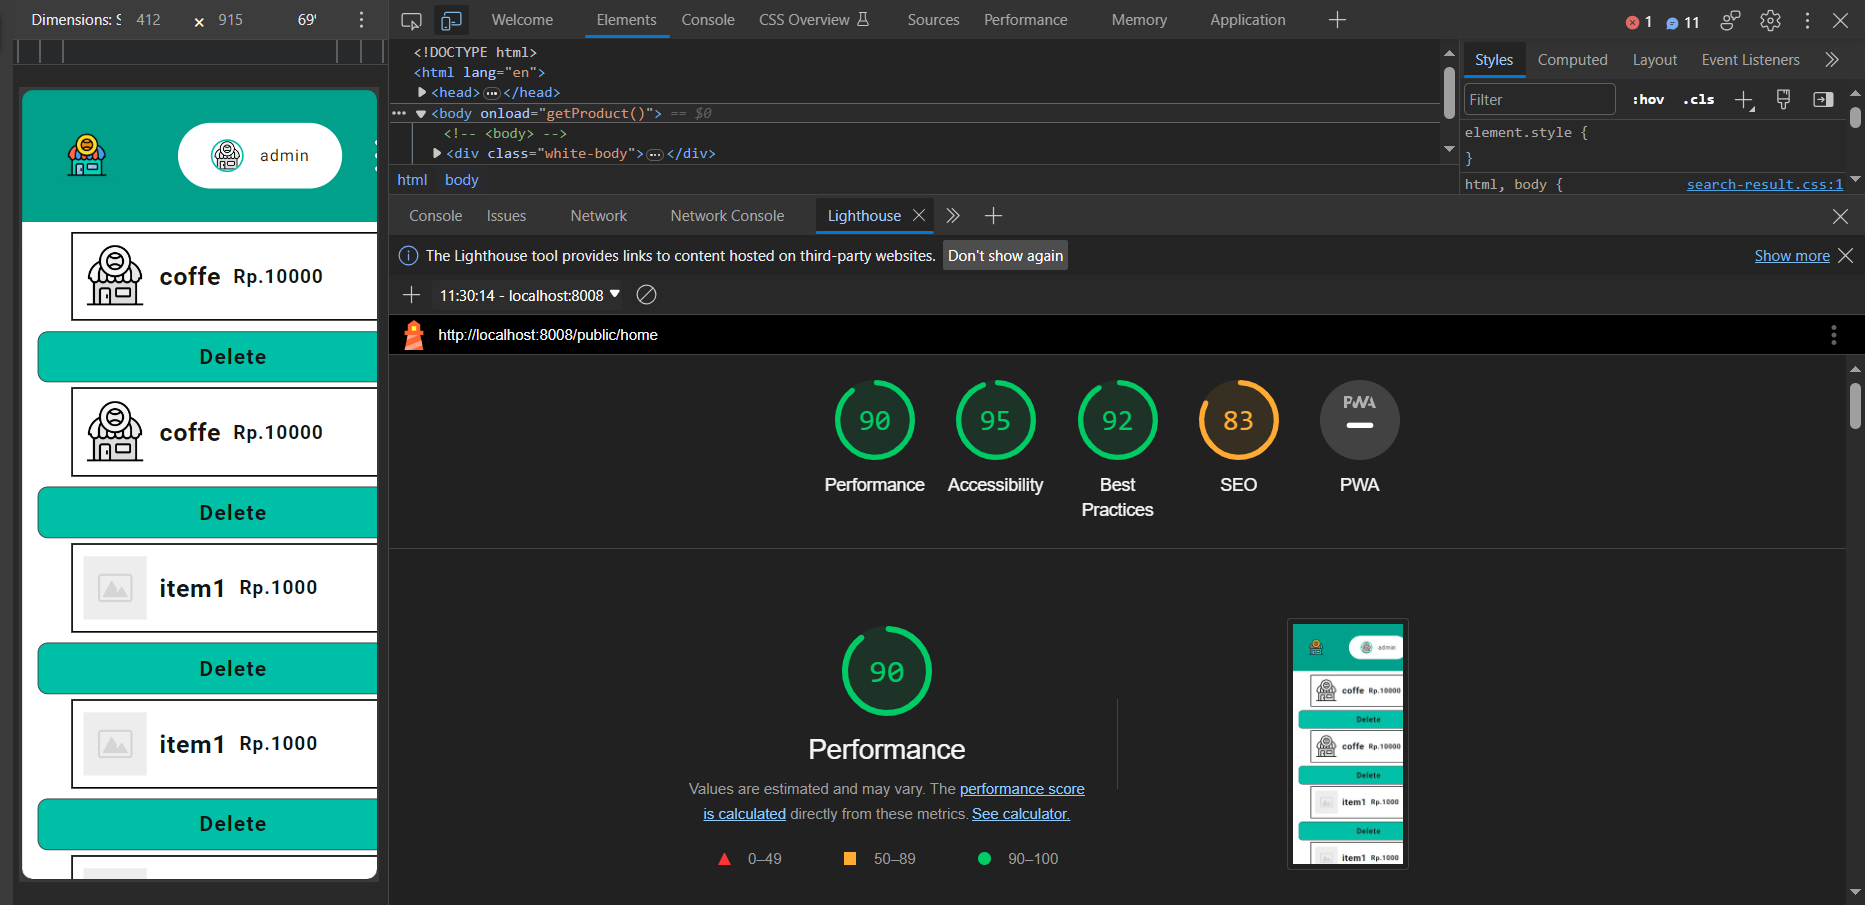 Dimensions: S 412 × 915 69%
Welcome Elements Console CSS Overview Sources Performance Memory Application
1 11
<!DOCTYPE html>
<html lang="en">
<head>…</head>
<body onload="getProduct()"> == $0
<!-- <body> -->
<div class="white-body">…</div>
html body
Styles Computed Layout Event Listeners
Filter :hov .cls
element.style {
}
html, body { search-result.css:1
Console Issues Network Network Console Lighthouse
The Lighthouse tool provides links to content hosted on third-party websites. Don't show again
Show more
11:30:14 - localhost:8008
http://localhost:8008/public/home
90 95 92 83 PWA
Performance Accessibility Best Practices SEO PWA
90
Performance
Values are estimated and may vary. The performance score
is calculated directly from these metrics. See calculator.
0–49 50–89 90–100
admin
coffe Rp.10000
Delete
coffe Rp.10000
Delete
item1 Rp.1000
Delete
item1 Rp.1000
Delete
admin
coffe Rp.10000
Delete
coffe Rp.10000
Delete
item1 Rp.1000
Delete
item1 Rp.1000